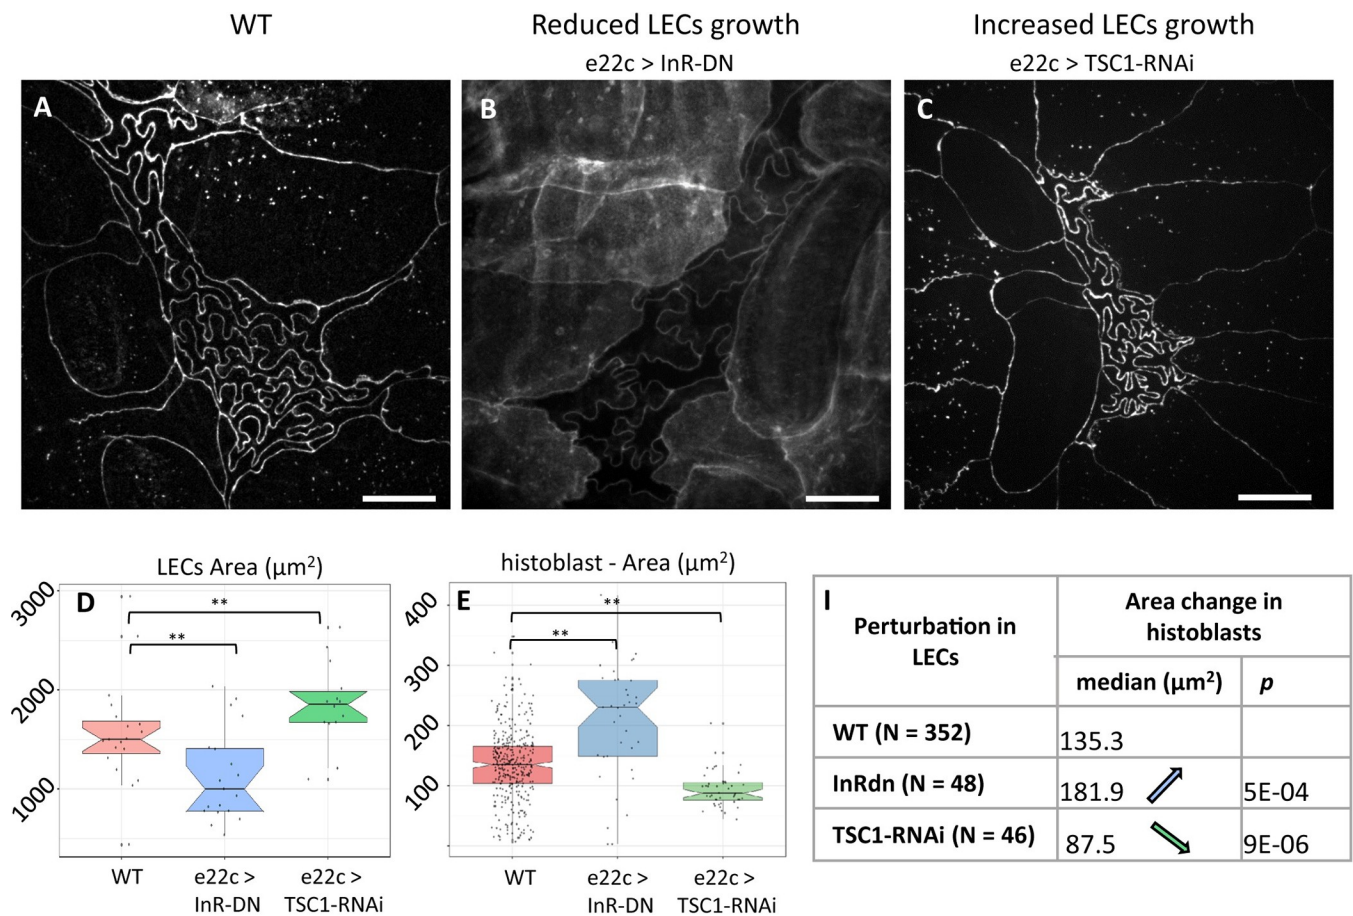 WT
Reduced LECs growth
e22c > InR-DN
Increased LECs growth
e22c > TSC1-RNAi
A
B
C
LECs Area (µm²)
D
3000
2000
1000
**
**
WT
e22c >
InR-DN
e22c >
TSC1-RNAi
histoblast - Area (µm²)
E
400
300
200
100
**
**
WT
e22c >
InR-DN
e22c >
TSC1-RNAi
I
Perturbation in
LECs
Area change in
histoblasts
median (µm²)
p
WT (N = 352)
135.3
InRdn (N = 48)
181.9
5E-04
TSC1-RNAi (N = 46)
87.5
9E-06